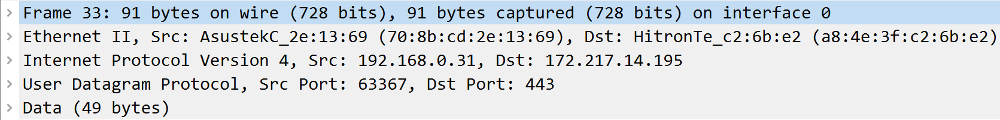 Frame 33: 91 bytes on wire (728 bits), 91 bytes captured (728 bits) on interface 0
Ethernet II, Src: AsustekC_2e:13:69 (70:8b:cd:2e:13:69), Dst: HitronTe_c2:6b:e2 (a8:4e:3f:c2:6b:e2)
Internet Protocol Version 4, Src: 192.168.0.31, Dst: 172.217.14.195
User Datagram Protocol, Src Port: 63367, Dst Port: 443
Data (49 bytes)